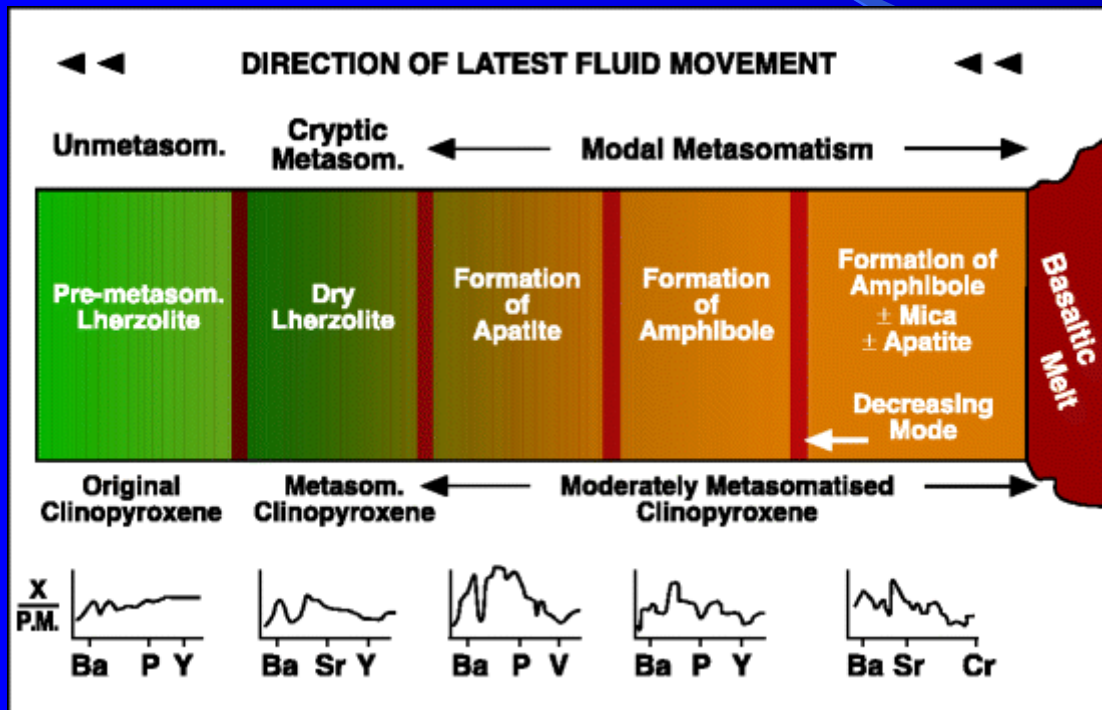 DIRECTION OF LATEST FLUID MOVEMENT
Unmetasom.
Cryptic
Metasom.
Modal Metasomatism
Pre-metasom.
Lherzolite
Dry
Lherzolite
Formation
of
Apatite
Formation
of
Amphibole
Formation of
Amphibole
± Mica
± Apatite
Decreasing
Mode
Basaltic
Melt
Original
Clinopyroxene
Metasom.
Clinopyroxene
Moderately Metasomatised
Clinopyroxene
X
P.M.
Ba P Y
Ba Sr Y
Ba P V
Ba P Y
Ba Sr Cr